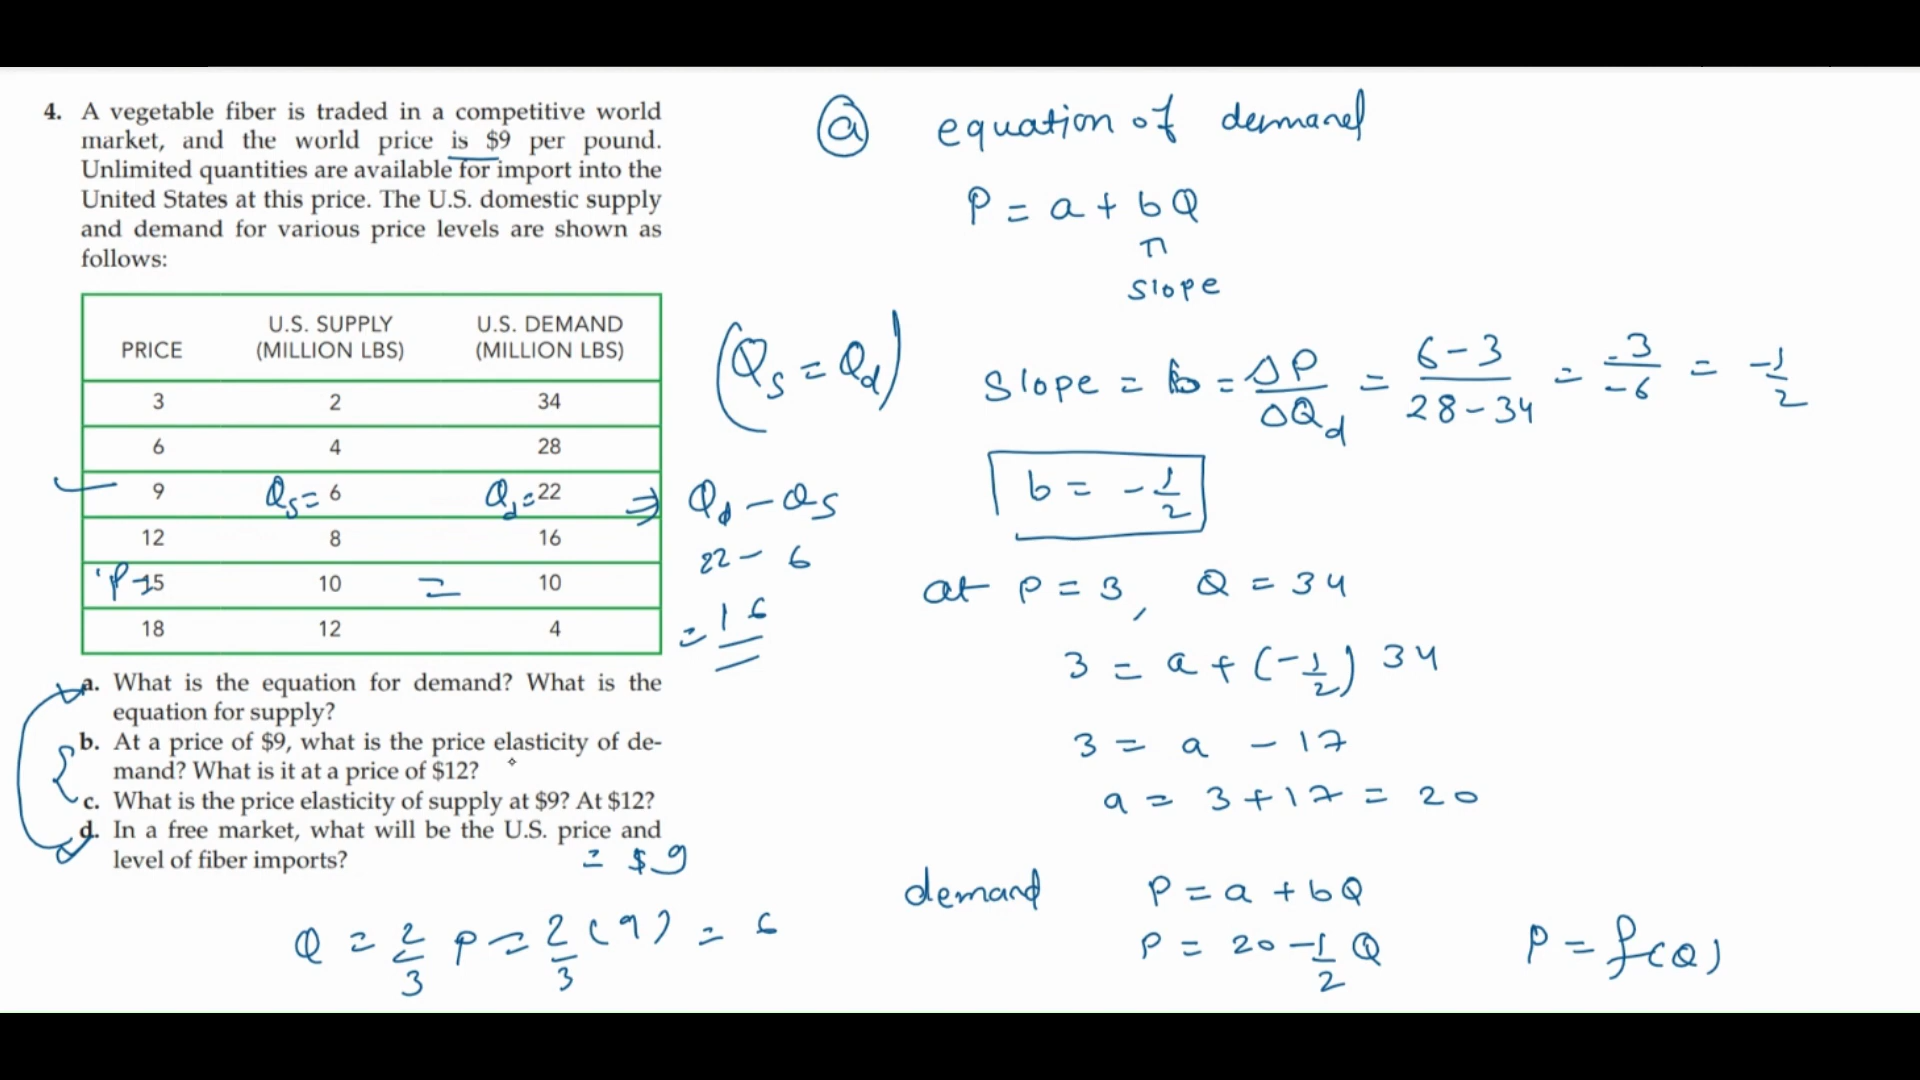 4. A vegetable fiber is traded in a competitive world
market, and the world price is $9 per pound.
Unlimited quantities are available for import into the
United States at this price. The U.S. domestic supply
and demand for various price levels are shown as
follows:
PRICE U.S. SUPPLY (MILLION LBS) U.S. DEMAND (MILLION LBS)
3 2 34
6 4 28
9 Qs = 6 Qd = 22 ⇒ Qd - Qs
12 8 16
P = 15 10 = 10
18 12 4
22 - 6
= 16
(Qs = Qd)
a. What is the equation for demand? What is the
equation for supply?
b. At a price of $9, what is the price elasticity of de-
mand? What is it at a price of $12?
c. What is the price elasticity of supply at $9? At $12?
d. In a free market, what will be the U.S. price and
level of fiber imports?
= $9
Q = 2/3 P = 2/3 (9) = 6
(a) equation of demand
P = a + bQ
slope
Slope = b = ΔP/ΔQd = 6-3/28-34 = 3/-6 = -1/2
b = -1/2
at P = 3, Q = 34
3 = a + (-1/2) 34
3 = a - 17
a = 3 + 17 = 20
demand P = a + bQ
P = 20 - 1/2 Q
P = f(Q)